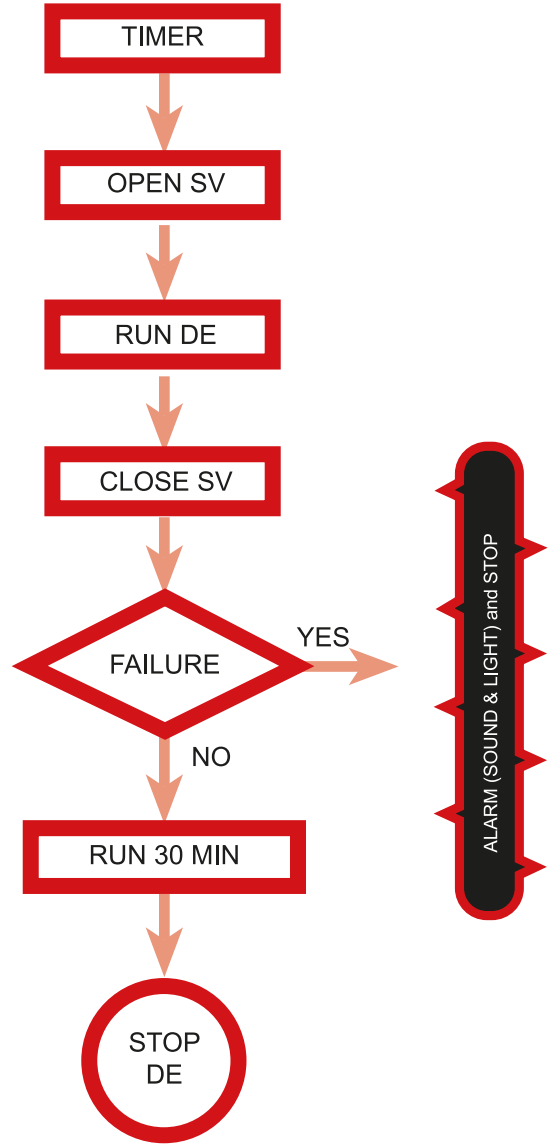 TIMER
OPEN SV
RUN DE
CLOSE SV
FAILURE
YES
ALARM (SOUND & LIGHT) and STOP
NO
RUN 30 MIN
STOP
DE